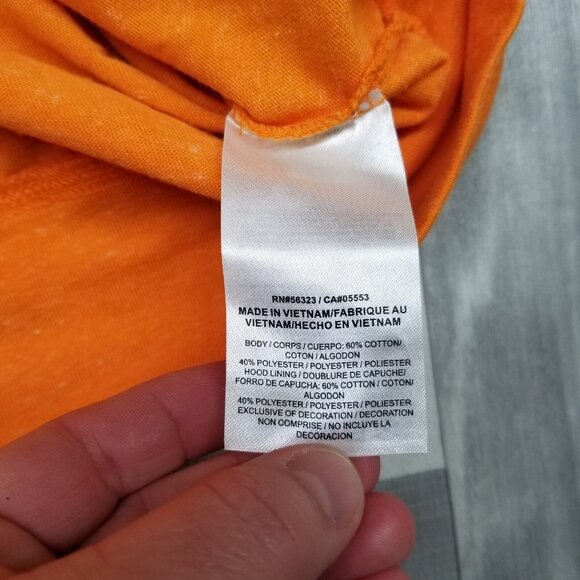 RN#56323 / CA#05553
MADE IN VIETNAM/FABRIQUE AU
VIETNAM/HECHO EN VIETNAM
BODY / CORPS / CUERPO: 60% COTTON/
COTON / ALGODON
40% POLYESTER / POLYESTER / POLIESTER
HOOD LINING / DOUBLURE DE CAPUCHE/
FORRO DE CAPUCHA: 60% COTTON / COTON/
ALGODON
40% POLYESTER / POLYESTER / POLIESTER
EXCLUSIVE OF DECORATION / DECORATION
NON COMPRISE / NO INCLUYE LA
DECORACION